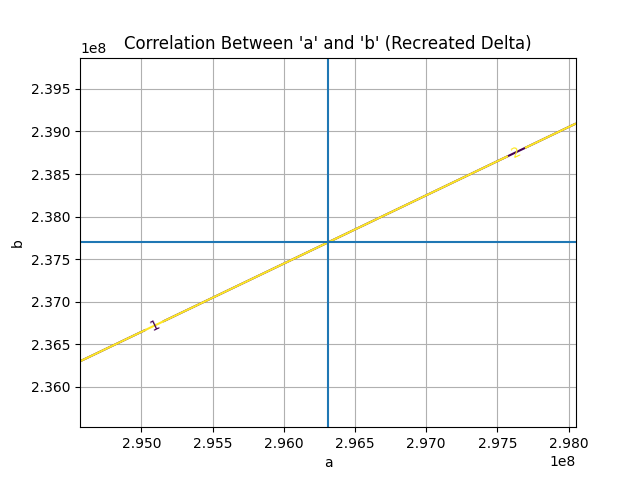 Correlation Between 'a' and 'b' (Recreated Delta)
1e8
2.395
2.390
2.385
2.380
2.375
2.370
2.365
2.360
b
2
1
2.950 2.955 2.960 2.965 2.970 2.975 2.980
a
1e8